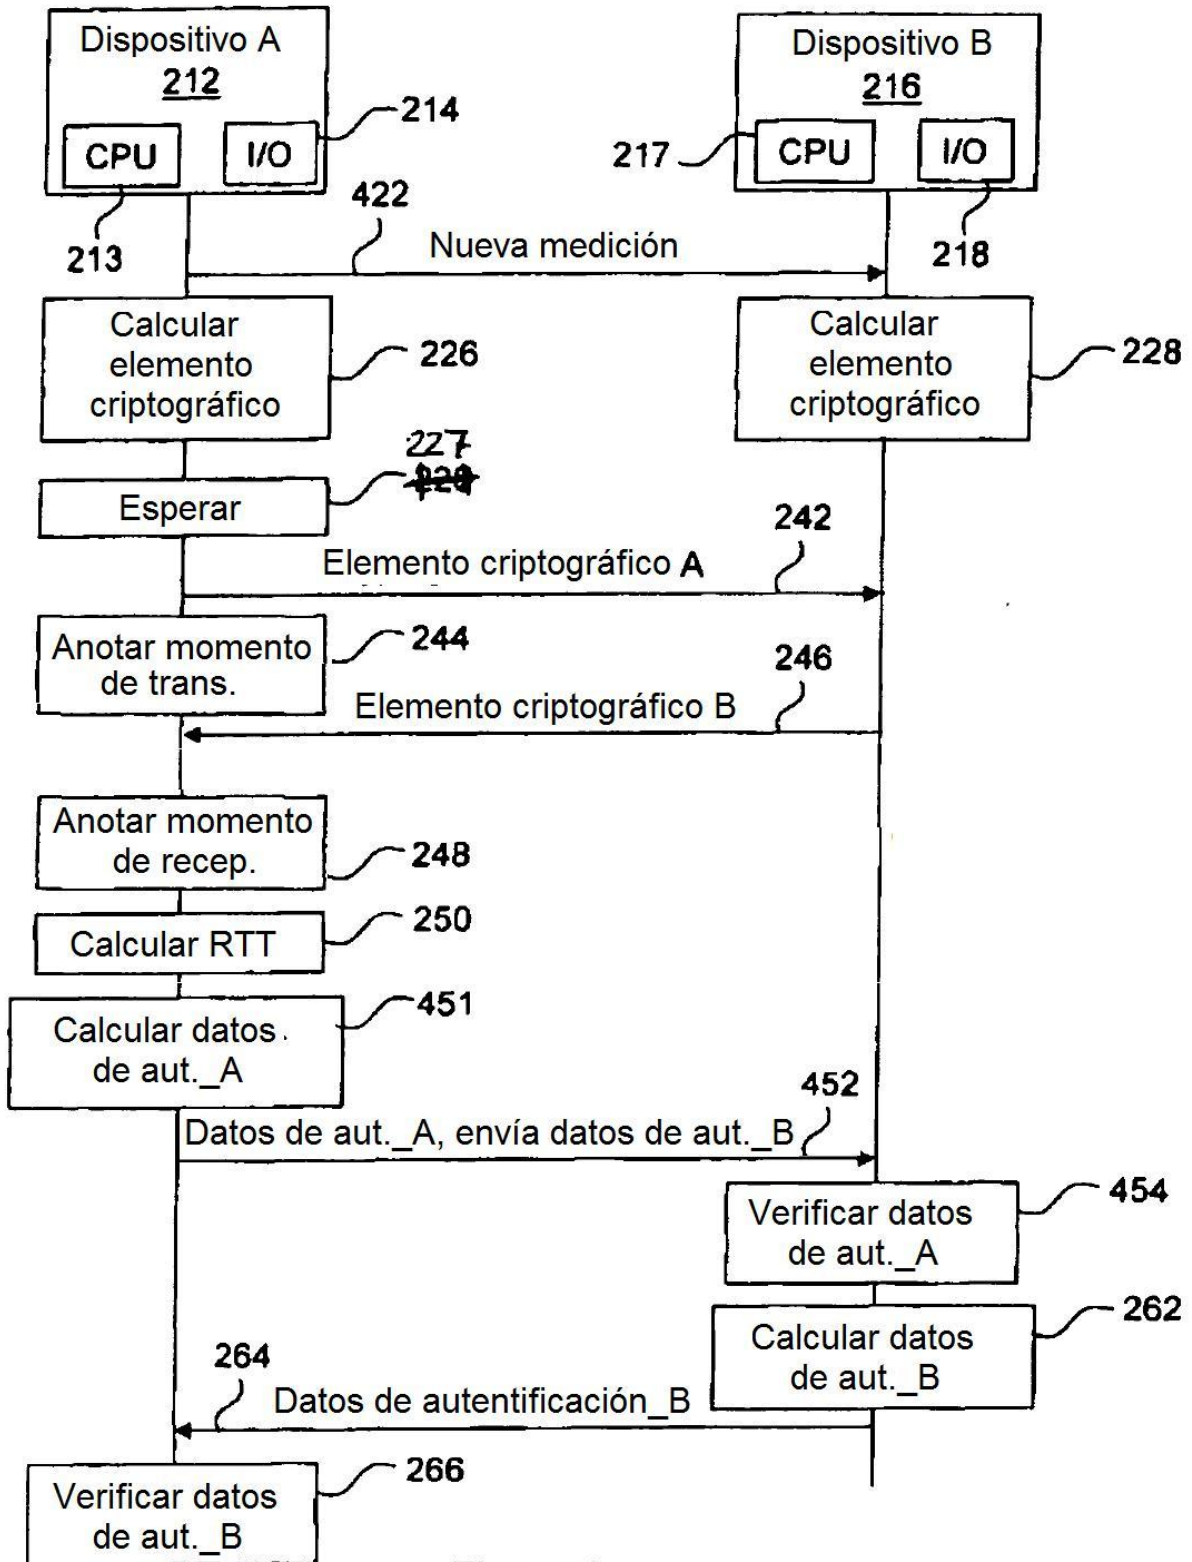 Dispositivo A
212
CPU
I/O
214
213
Dispositivo B
216
217
CPU
I/O
218
422
Nueva medición
Calcular
elemento
criptográfico
226
Calcular
elemento
criptográfico
228
227
Esperar
242
Elemento criptográfico A
Anotar momento
de trans.
244
246
Elemento criptográfico B
Anotar momento
de recep.
248
Calcular RTT
250
Calcular datos
de aut._A
451
452
Datos de aut._A, envía datos de aut._B
Verificar datos
de aut._A
454
Calcular datos
de aut._B
262
264
Datos de autentificación_B
Verificar datos
de aut._B
266